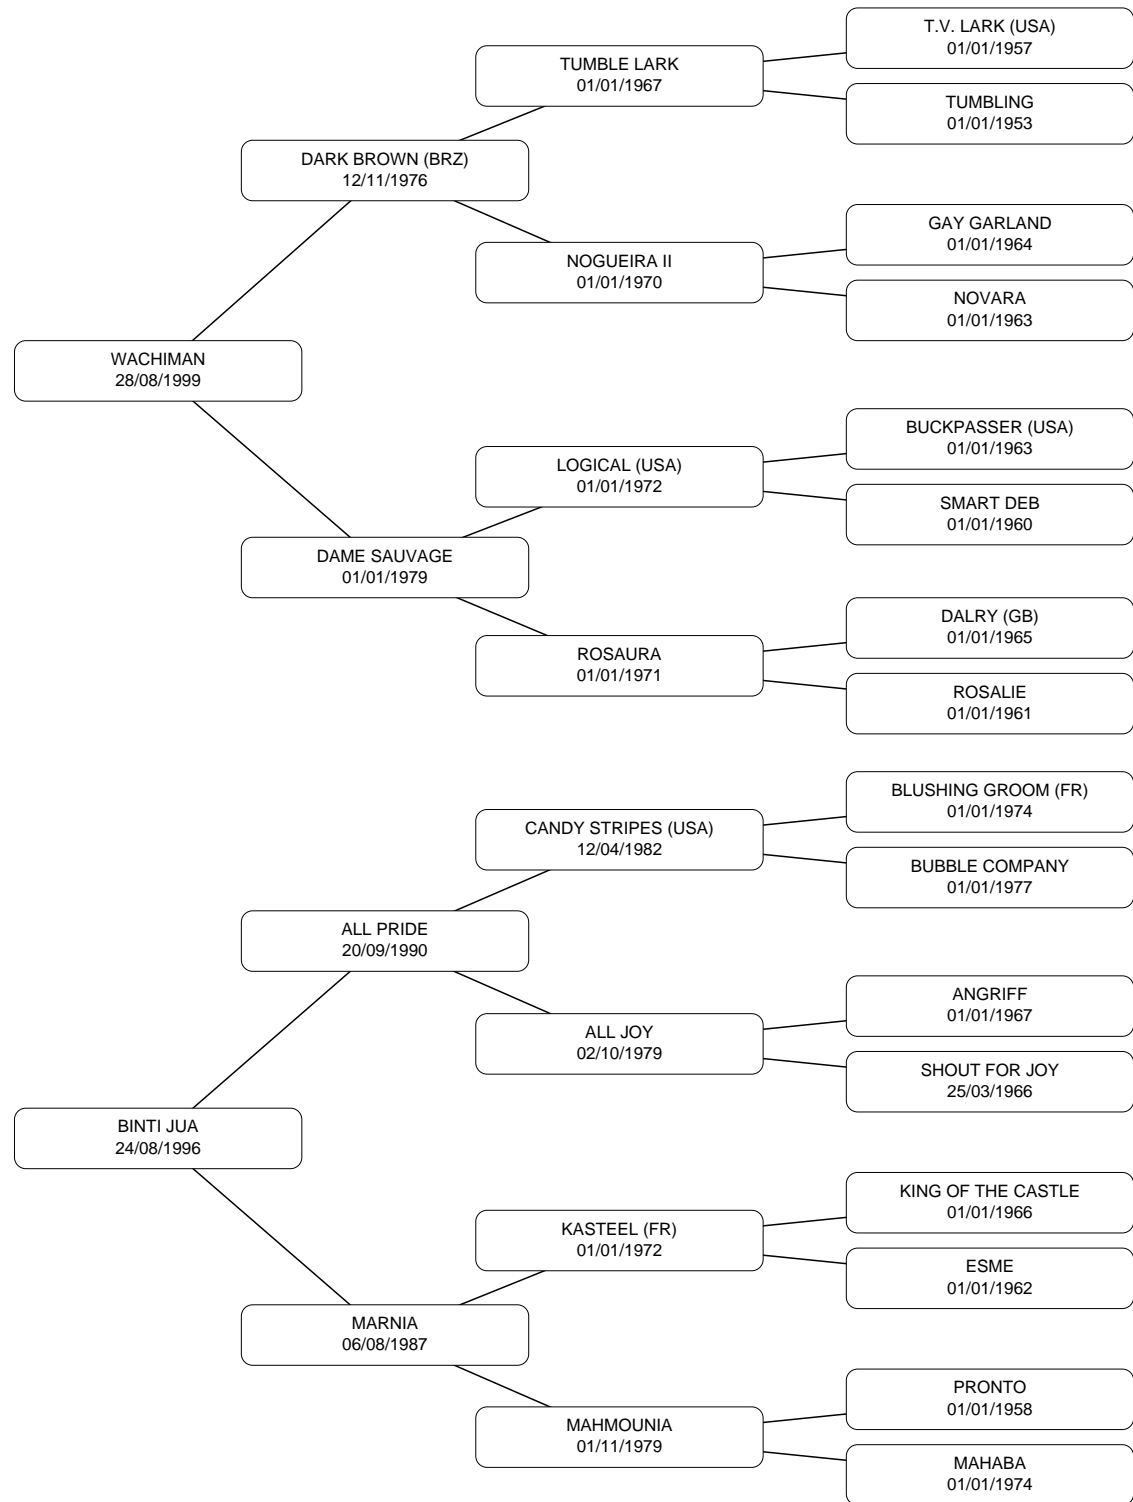 T.V. LARK (USA)
01/01/1957
TUMBLE LARK
01/01/1967
TUMBLING
01/01/1953
DARK BROWN (BRZ)
12/11/1976
GAY GARLAND
01/01/1964
NOGUEIRA II
01/01/1970
NOVARA
01/01/1963
WACHIMAN
28/08/1999
BUCKPASSER (USA)
01/01/1963
LOGICAL (USA)
01/01/1972
SMART DEB
01/01/1960
DAME SAUVAGE
01/01/1979
DALRY (GB)
01/01/1965
ROSAURA
01/01/1971
ROSALIE
01/01/1961
BLUSHING GROOM (FR)
01/01/1974
CANDY STRIPES (USA)
12/04/1982
BUBBLE COMPANY
01/01/1977
ALL PRIDE
20/09/1990
ANGRIFF
01/01/1967
ALL JOY
02/10/1979
SHOUT FOR JOY
25/03/1966
BINTI JUA
24/08/1996
KING OF THE CASTLE
01/01/1966
KASTEEL (FR)
01/01/1972
ESME
01/01/1962
MARNIA
06/08/1987
PRONTO
01/01/1958
MAHMOUNIA
01/11/1979
MAHABA
01/01/1974